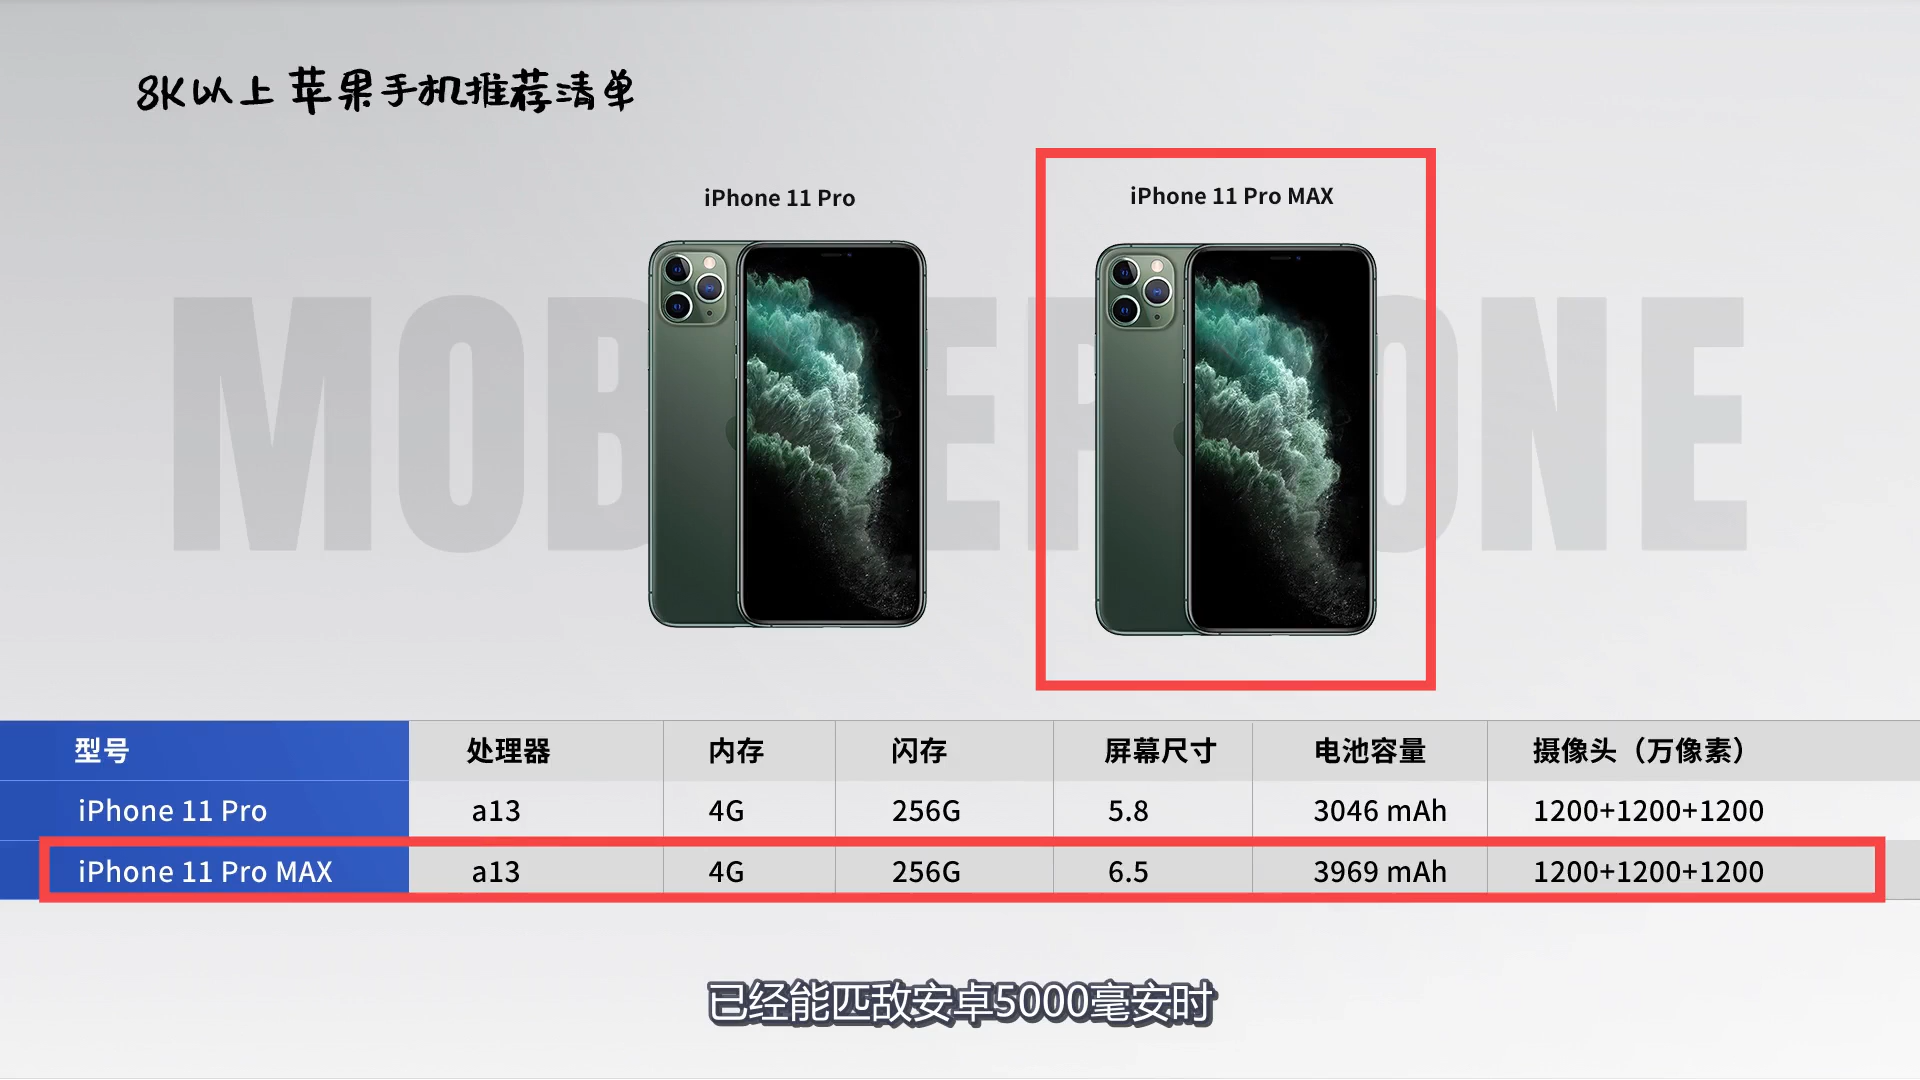 8K以上 苹果手机推荐清单
iPhone 11 Pro
iPhone 11 Pro MAX
型号 处理器 内存 闪存 屏幕尺寸 电池容量 摄像头（万像素）
iPhone 11 Pro a13 4G 256G 5.8 3046 mAh 1200+1200+1200
iPhone 11 Pro MAX a13 4G 256G 6.5 3969 mAh 1200+1200+1200
已经能匹敌安卓5000毫安时